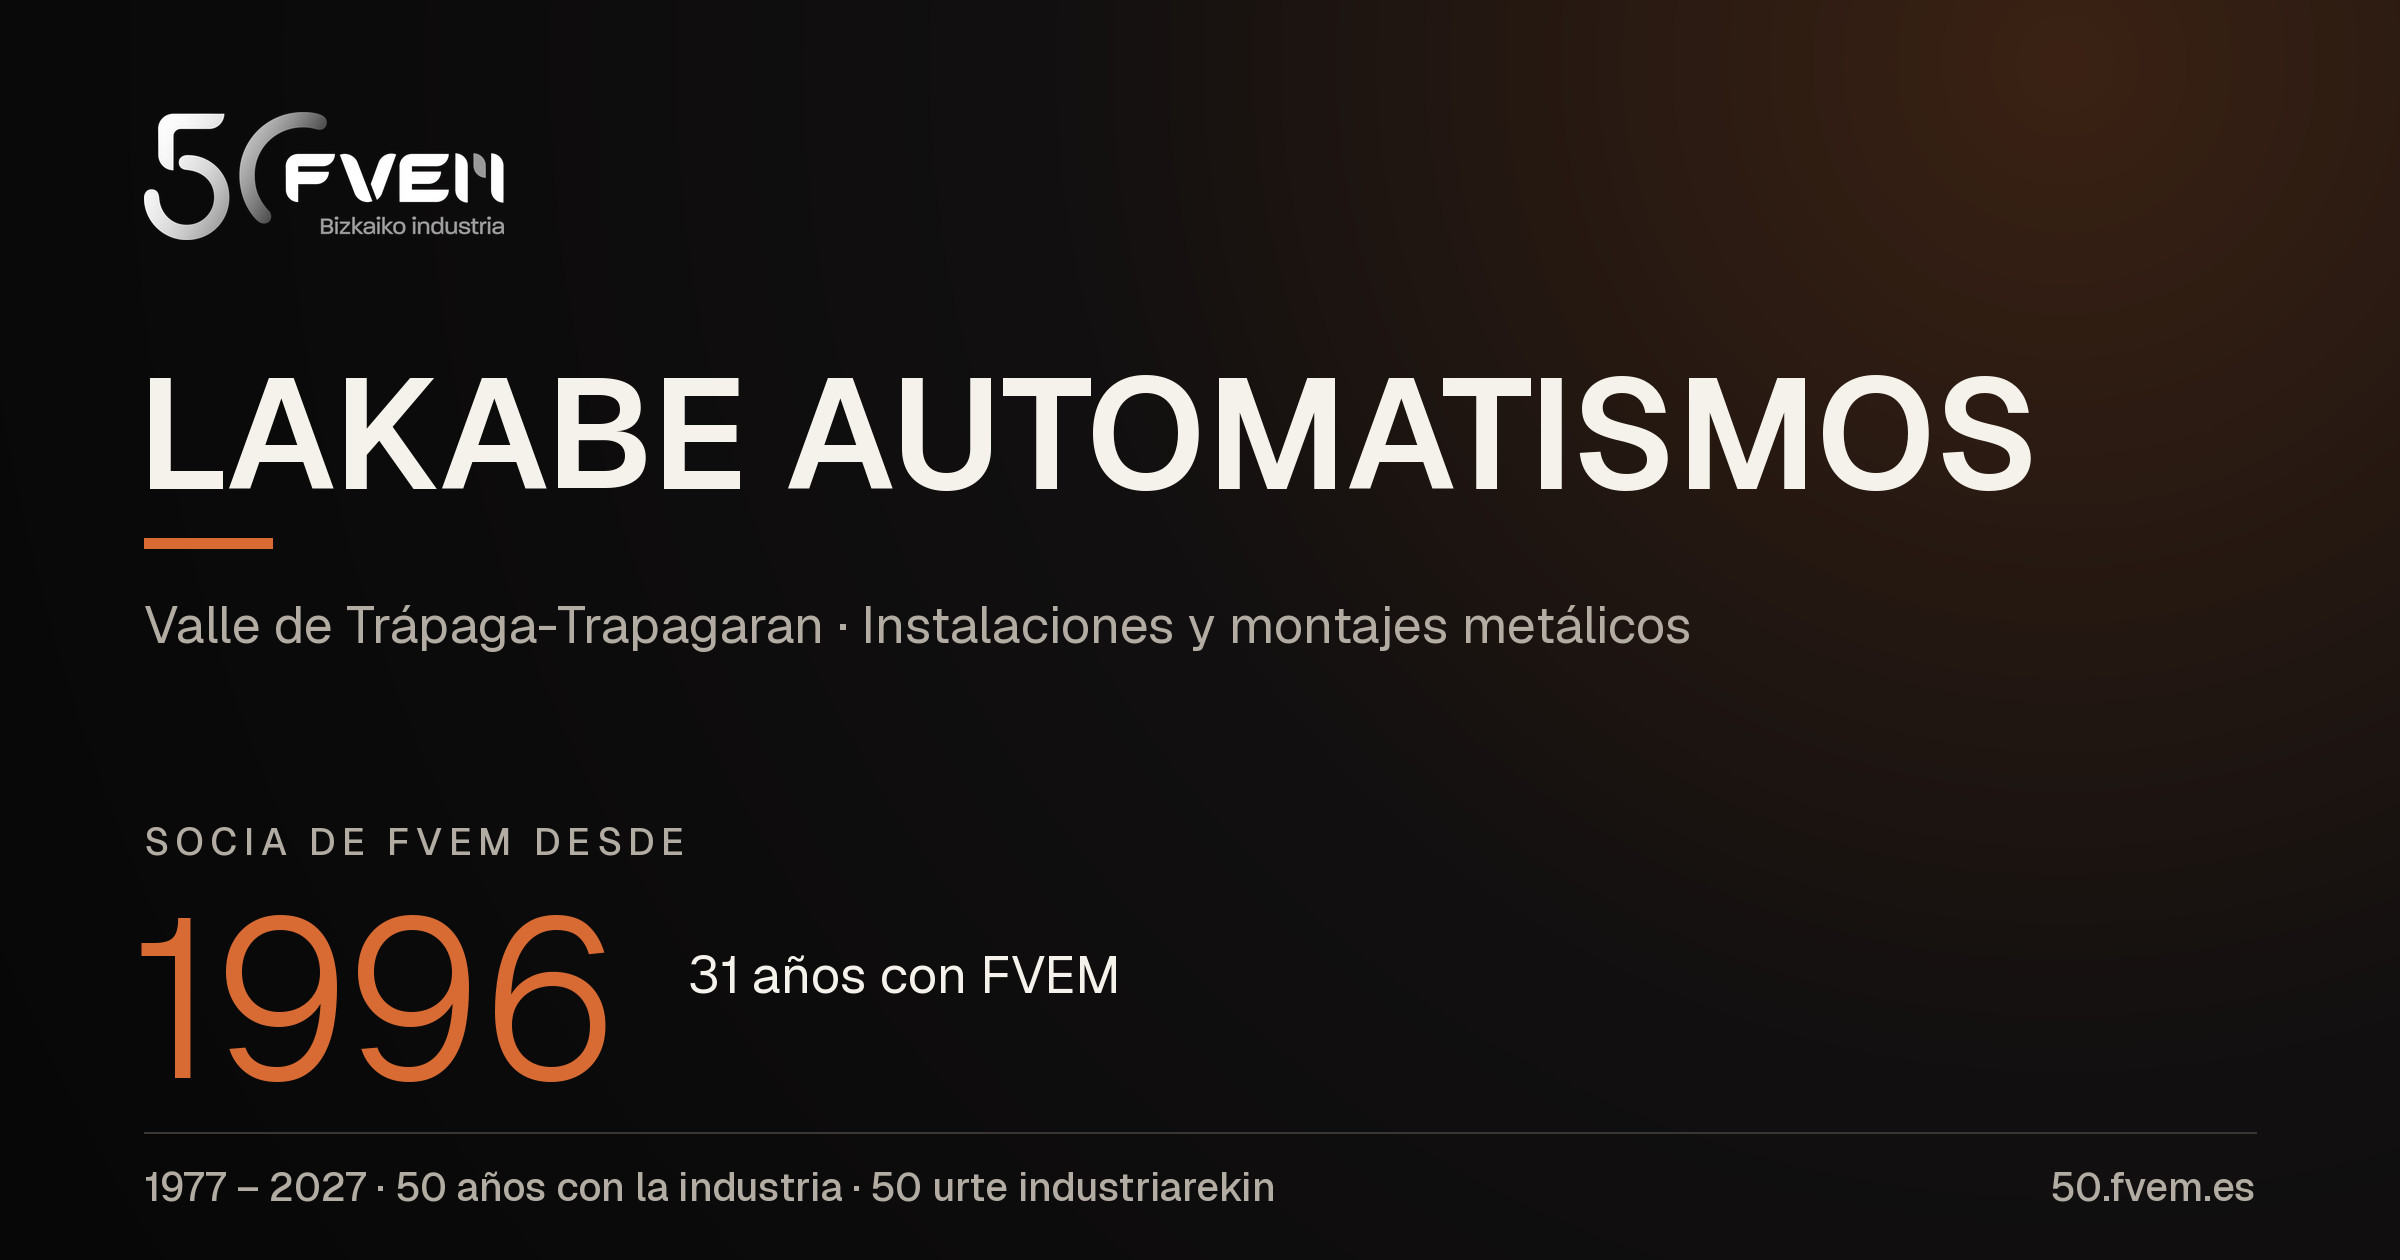 50 FVEM
Bizkaiko industria
LAKABE AUTOMATISMOS
Valle de Trápaga-Trapagaran · Instalaciones y montajes metálicos
SOCIA DE FVEM DESDE
1996
31 años con FVEM
1977 – 2027 · 50 años con la industria · 50 urte industriarekin
50.fvem.es